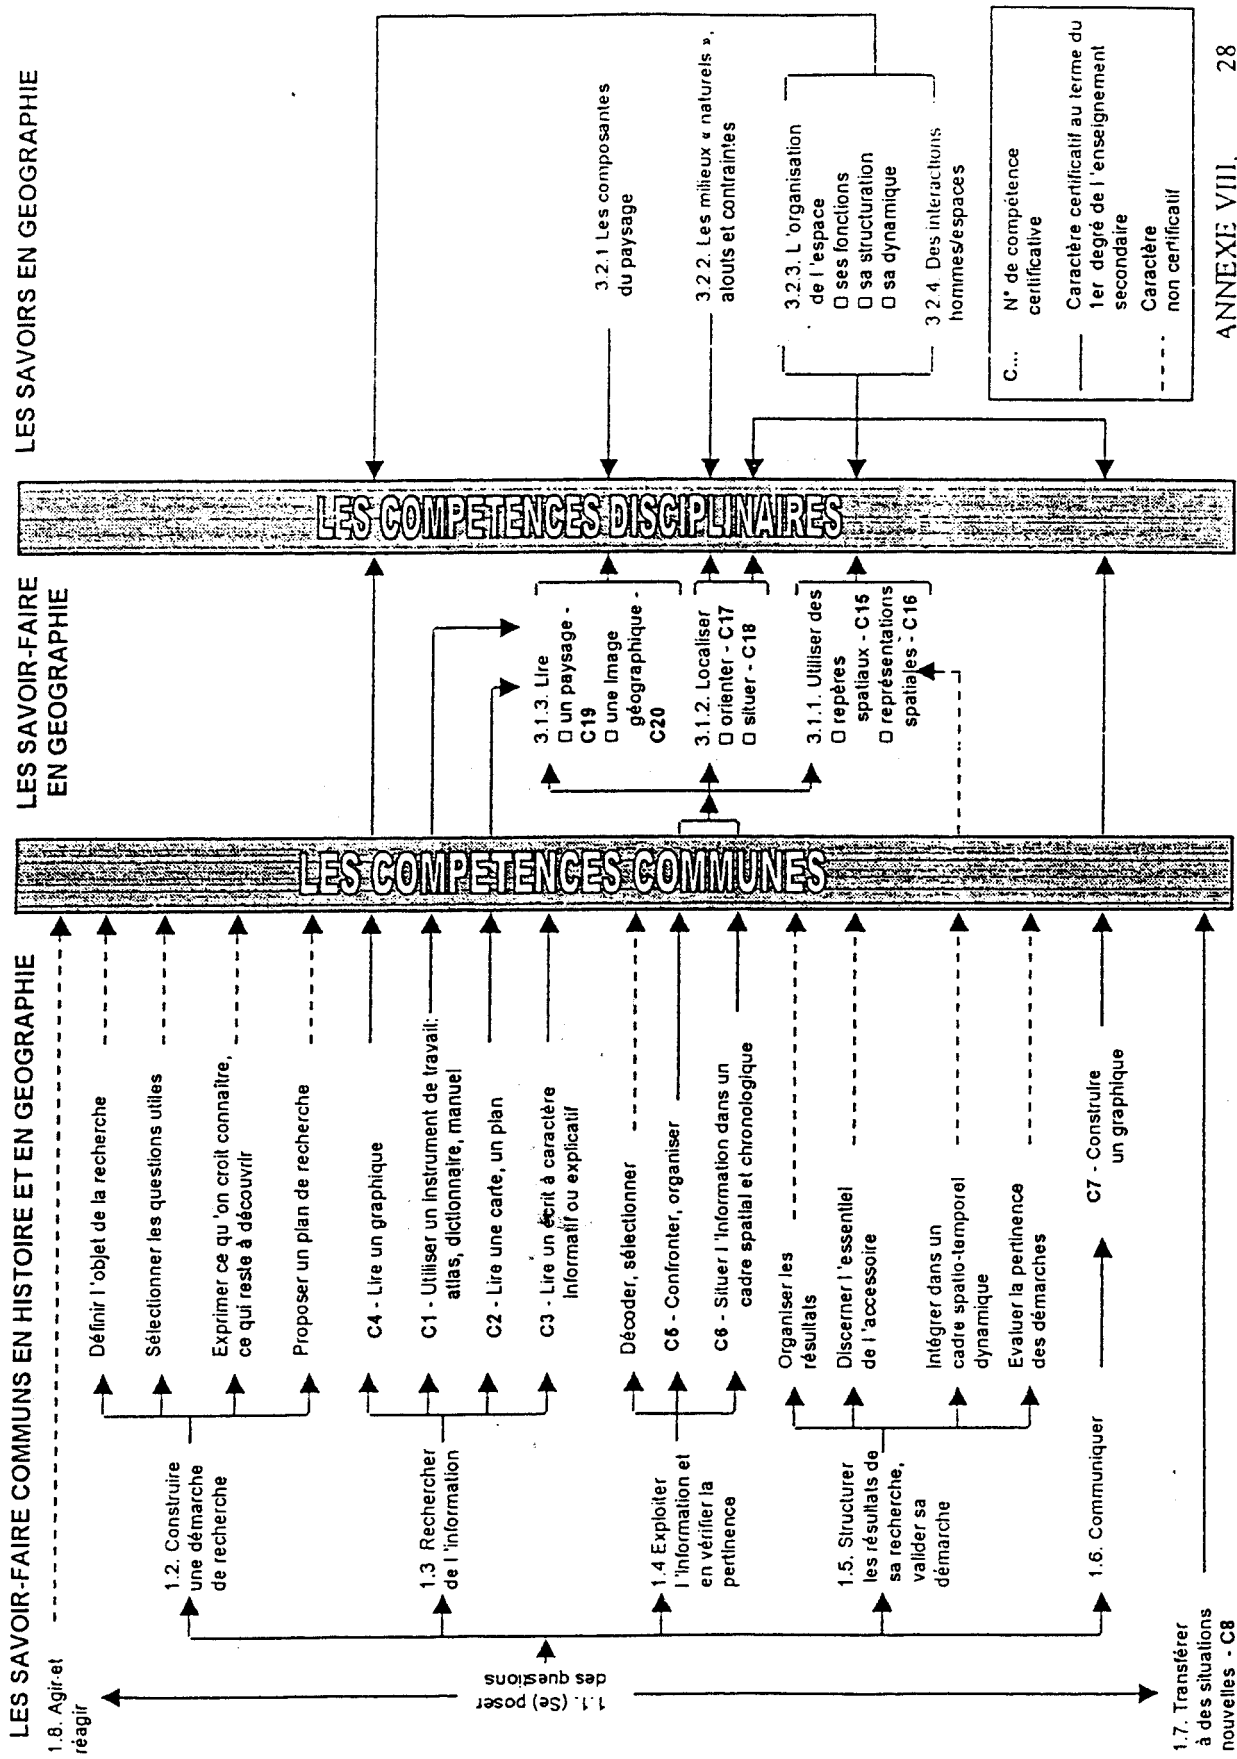 LES SAVOIR-FAIRE COMMUNS EN HISTOIRE ET EN GEOGRAPHIE
LES SAVOIR-FAIRE
EN GEOGRAPHIE
LES SAVOIRS EN GEOGRAPHIE
1.8. Agir et
réagir
1.1. (Se) poser
des questions
1.7. Transférer
à des situations
nouvelles - C8
1.2. Construire
une démarche
de recherche
1.3 Rechercher
de l'information
1.4 Exploiter
l'Information et
en vérifier la
pertinence
1.5. Structurer
les résultats de
sa recherche,
valider sa
démarche
1.6. Communiquer
Définir l'objet de la recherche
Sélectionner les questions utiles
Exprimer ce qu'on croit connaître,
ce qui reste à découvrir
Proposer un plan de recherche
C4 - Lire un graphique
C1 - Utiliser un instrument de travail:
atlas, dictionnaire, manuel
C2 - Lire une carte, un plan
C3 - Lire un écrit à caractère
Informatif ou explicatif
Décoder, sélectionner
C5 - Confronter, organiser
C6 - Situer l'Information dans un
cadre spatial et chronologique
Organiser les
résultats
Discerner l'essentiel
de l'accessoire
Intégrer dans un
cadre spatio-temporel
dynamique
Evaluer la pertinence
des démarches
C7 - Construire
un graphique
LES COMPETENCES COMMUNES
3.1.3. Lire
□ un paysage -
C19
□ une Image
géographique -
C20
3.1.2. Localiser
□ orienter - C17
□ situer - C18
3.1.1. Utiliser des
□ repères
spatiaux - C15
□ représentations
spatiales - C16
LES COMPETENCES DISCIPLINAIRES
3.2.1 Les composantes
du paysage
3.2.2. Les milieux « naturels »,
atouts et contraintes
3.2.3. L'organisation
de l'espace
□ ses fonctions
□ sa structuration
□ sa dynamique
3.2.4. Des interactions
hommes/espaces
C... N° de compétence
certificative
Caractère certificatif au terme du
1er degré de l'enseignement
secondaire
Caractère
non certificatif
ANNEXE VIII. 28